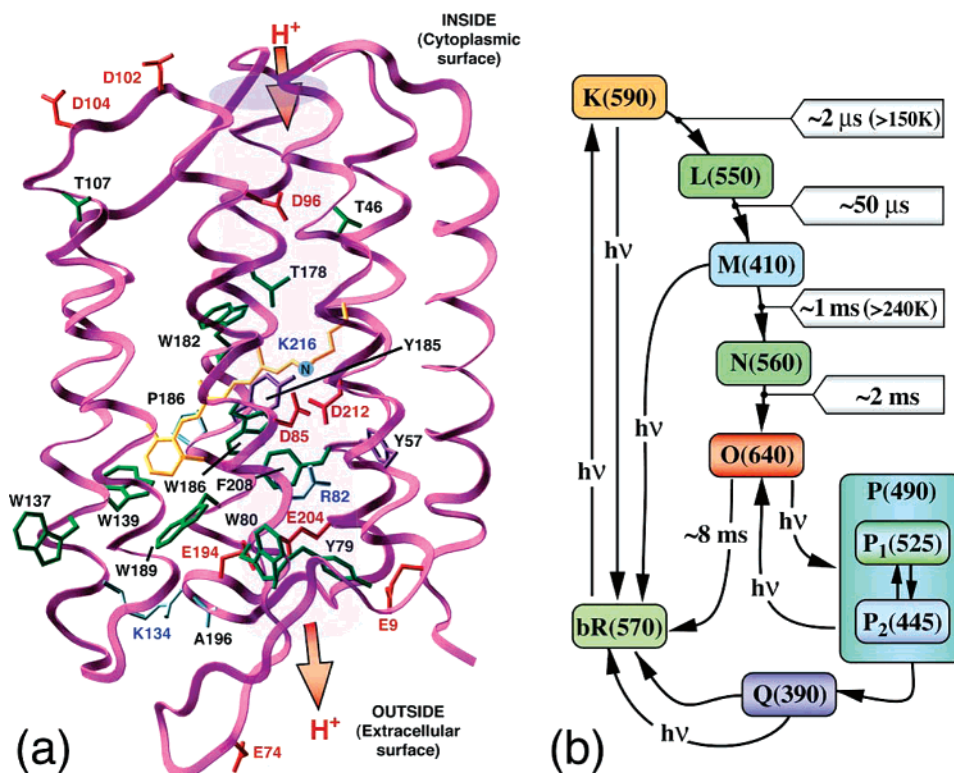 H+
INSIDE
(Cytoplasmic
surface)
D102
D104
T107
D96
T46
T178
W182
K216
Y185
N
P186
D212
D85
Y57
W186
F208
R82
W137
W139
W80
E204
E194
Y79
W189
K134
A196
E9
H+
OUTSIDE
(Extracellular
surface)
E74
(a)
K(590)
~2 μs (>150K)
L(550)
~50 μs
hν
M(410)
~1 ms (>240K)
N(560)
~2 ms
hν
hν
O(640)
P(490)
hν
~8 ms
P1(525)
hν
bR(570)
P2(445)
Q(390)
hν
(b)